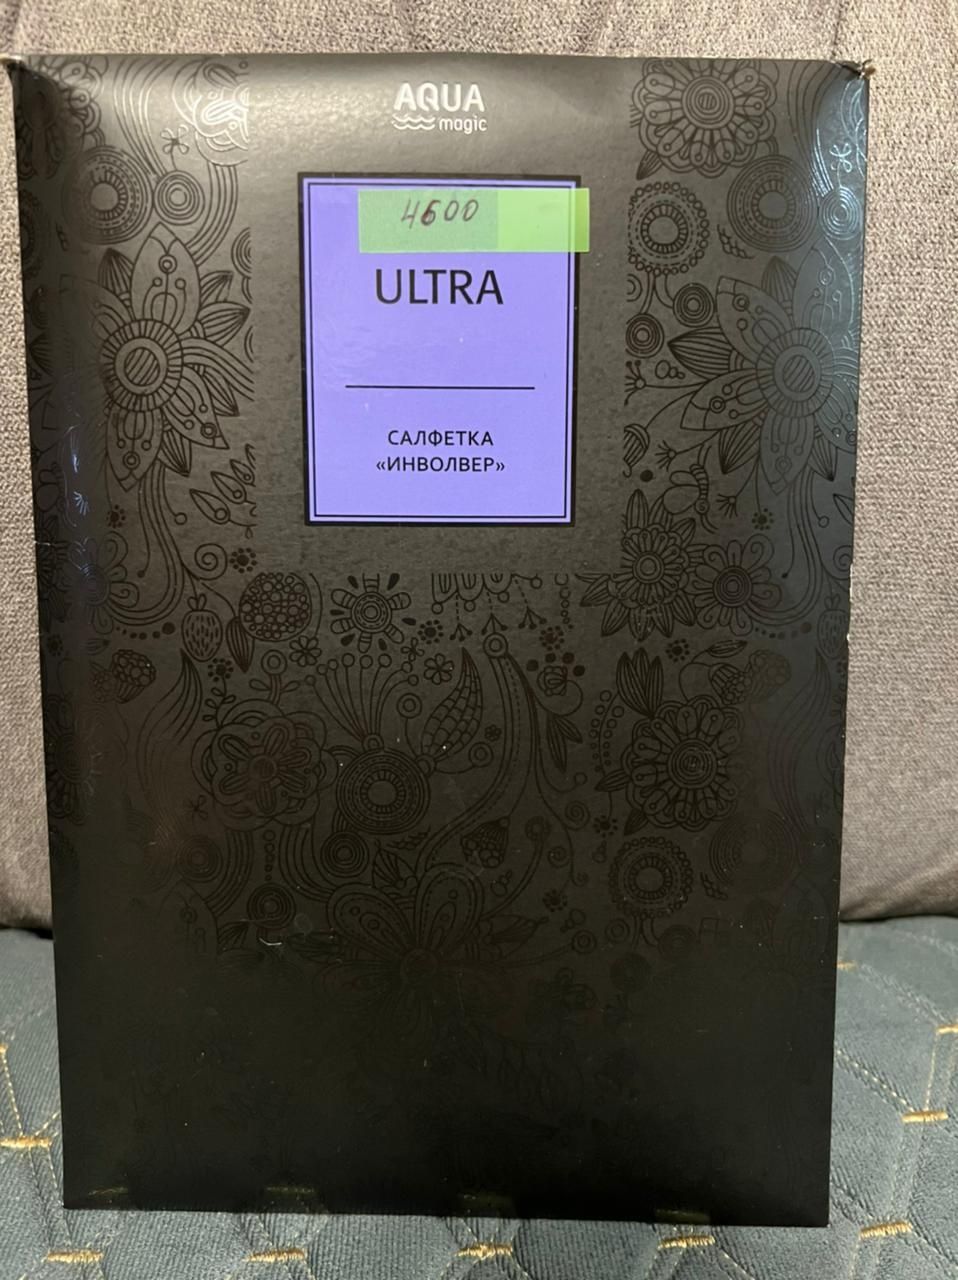 AQUA
magic
4600
ULTRA
САЛФЕТКА
«ИНВОЛВЕР»